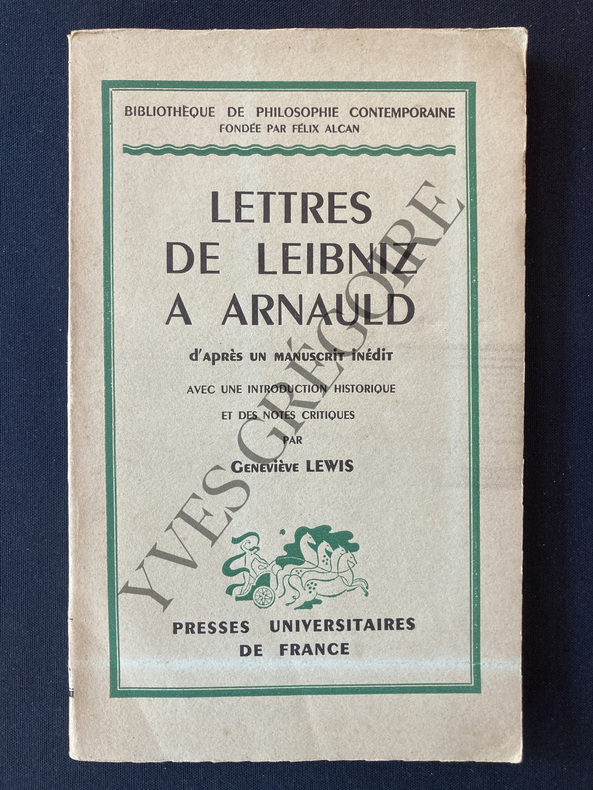 BIBLIOTHÈQUE DE PHILOSOPHIE CONTEMPORAINE
FONDÉE PAR FÉLIX ALCAN
LETTRES
DE LEIBNIZ
A ARNAULD
d'APRÈS UN MANUSCRIT INÉDIT
AVEC UNE INTRODUCTION HISTORIQUE
ET DES NOTES CRITIQUES
PAR
GENEVIÈVE LEWIS
PRESSES UNIVERSITAIRES
DE FRANCE
YVES GRÉGOIRE